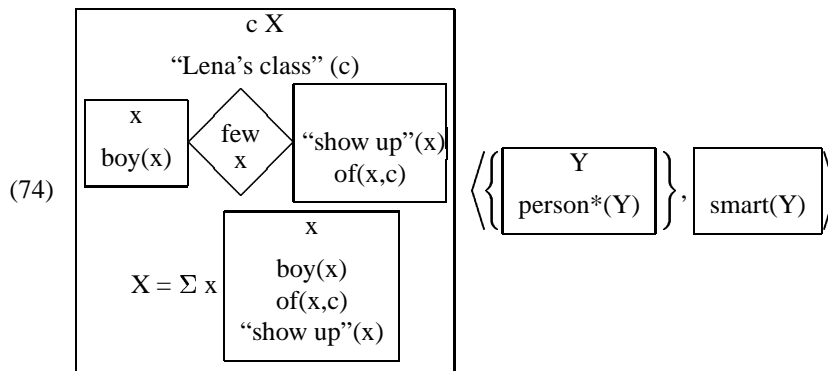 (74)
c X
“Lena’s class” (c)
x
boy(x)
few
x
“show up”(x)
of(x,c)
X = Σ x
x
boy(x)
of(x,c)
“show up”(x)
⟨{
Y
person*(Y)
},
smart(Y)
⟩